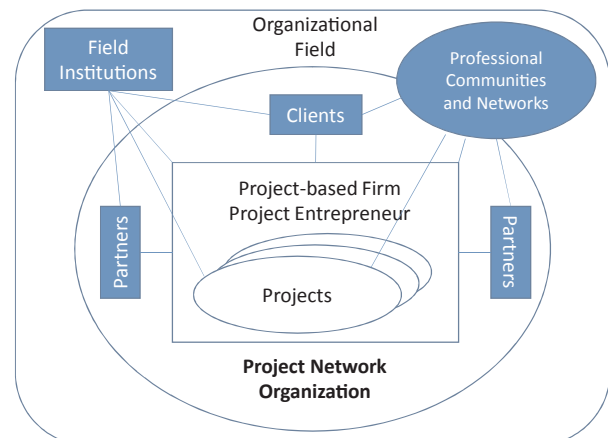 Organizational
Field
Field
Institutions
Professional
Communities
and Networks
Clients
Project-based Firm
Project Entrepreneur
Partners
Partners
Projects
Project Network
Organization